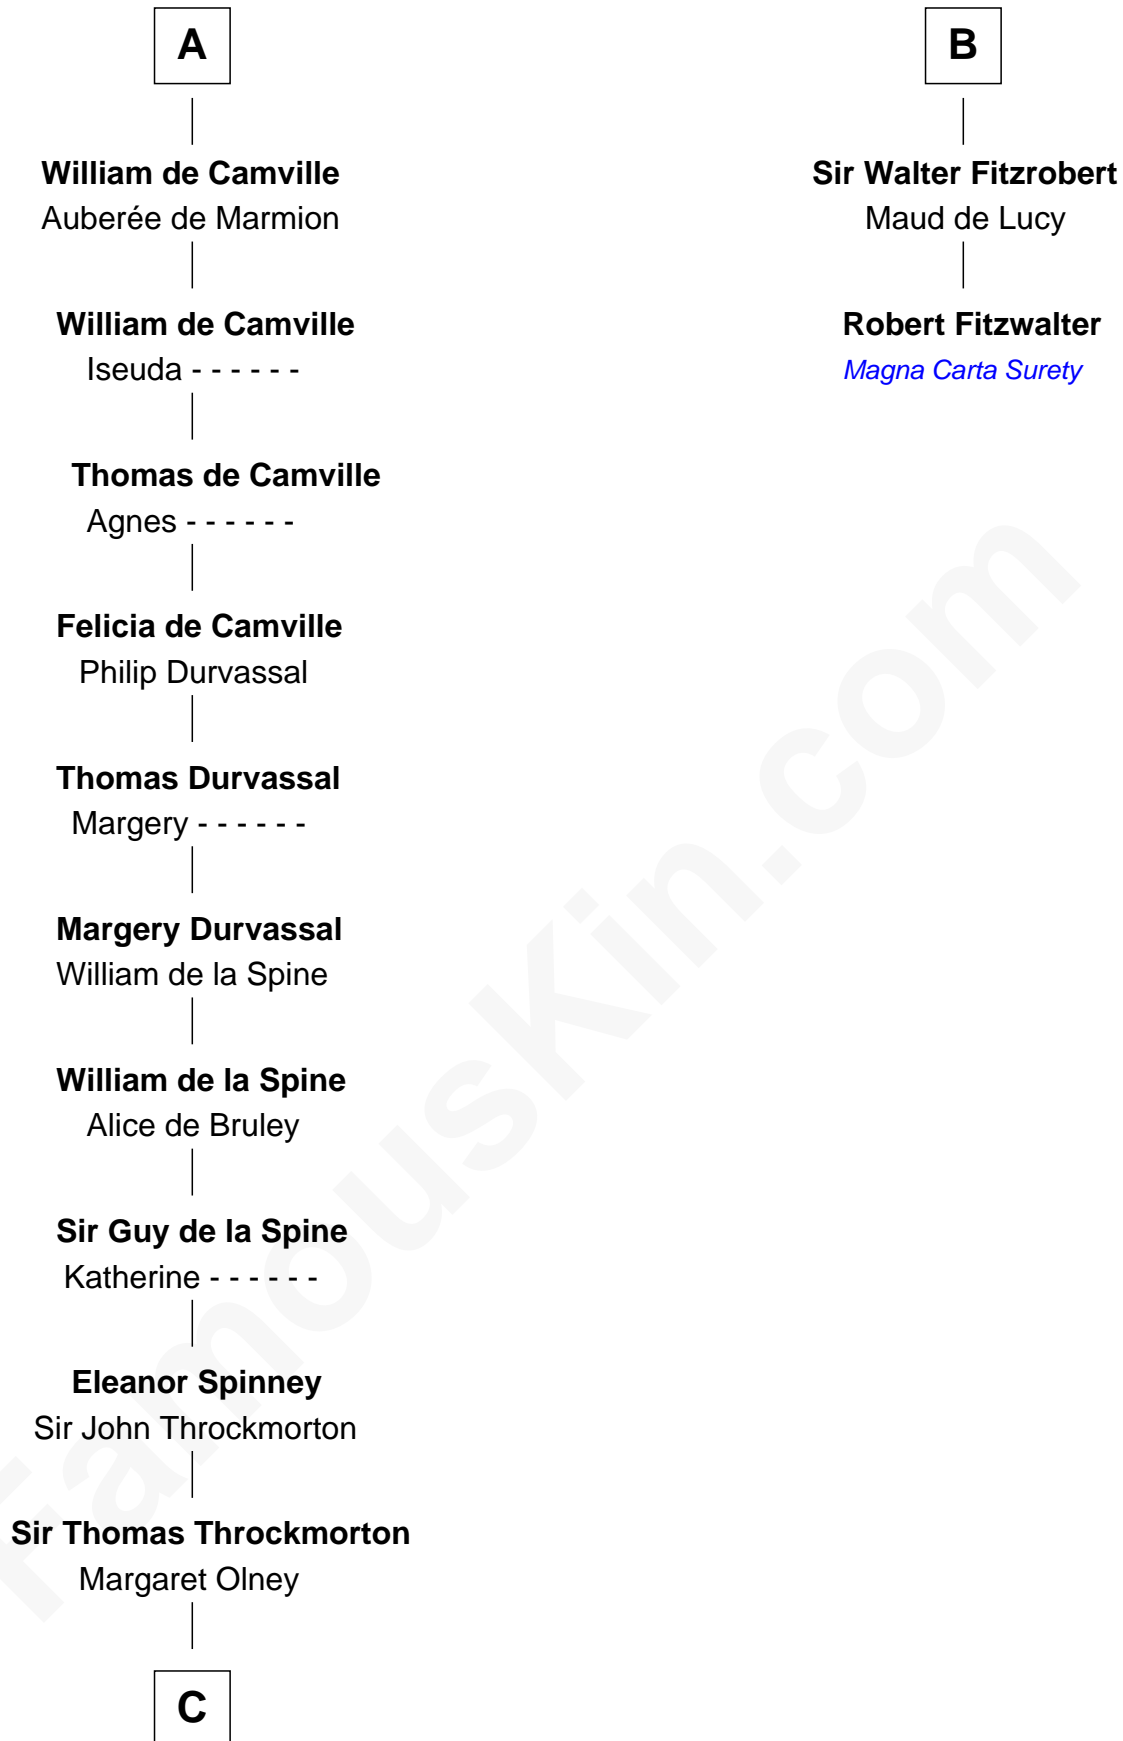 A
William de Camville
Auberée de Marmion
William de Camville
Iseuda - - - - - -
Thomas de Camville
Agnes - - - - - -
Felicia de Camville
Philip Durvassal
Thomas Durvassal
Margery - - - - - -
Margery Durvassal
William de la Spine
William de la Spine
Alice de Bruley
Sir Guy de la Spine
Katherine - - - - - -
Eleanor Spinney
Sir John Throckmorton
Sir Thomas Throckmorton
Margaret Olney
C
B
Sir Walter Fitzrobert
Maud de Lucy
Robert Fitzwalter
Magna Carta Surety
FamousKin.com